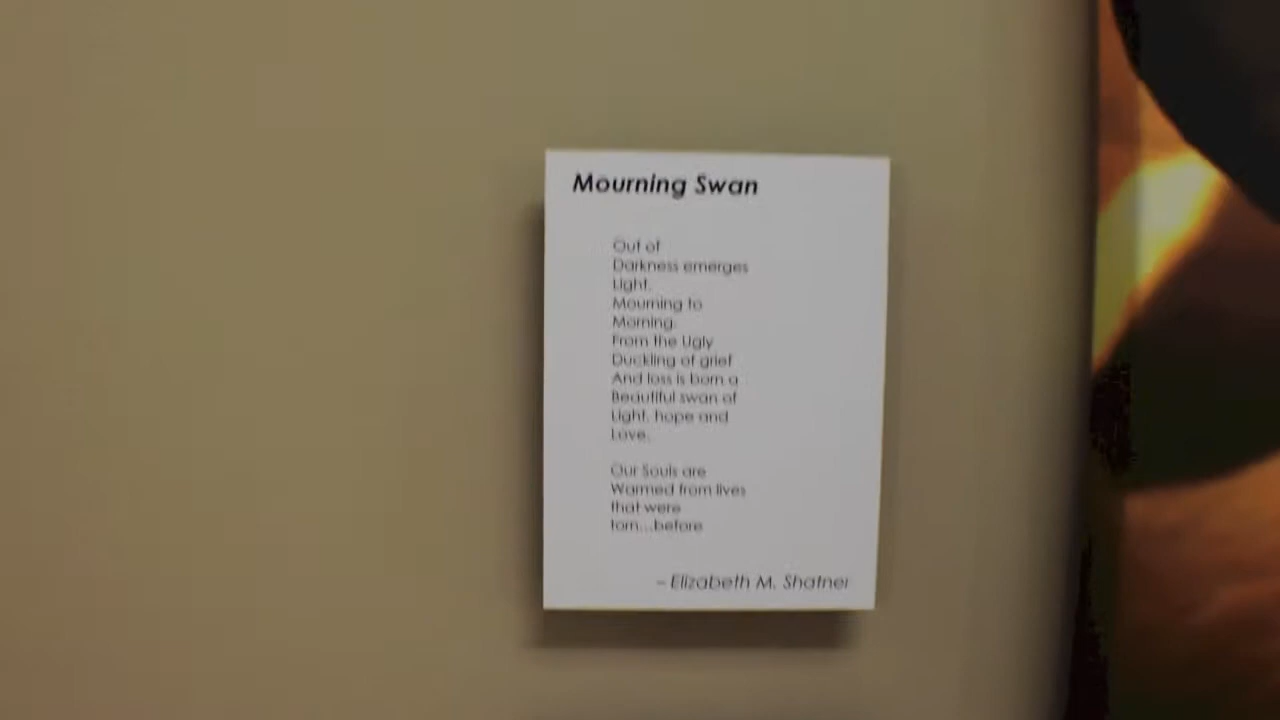 Mourning Swan
Out of
Darkness emerges
Light.
Mourning to
Morning.
From the Ugly
Duckling of grief
And loss is born a
Beautiful swan of
Light, hope and
Love.
Our Souls are
Warmed from lives
that were
torn...before
– Elizabeth M. Shatner